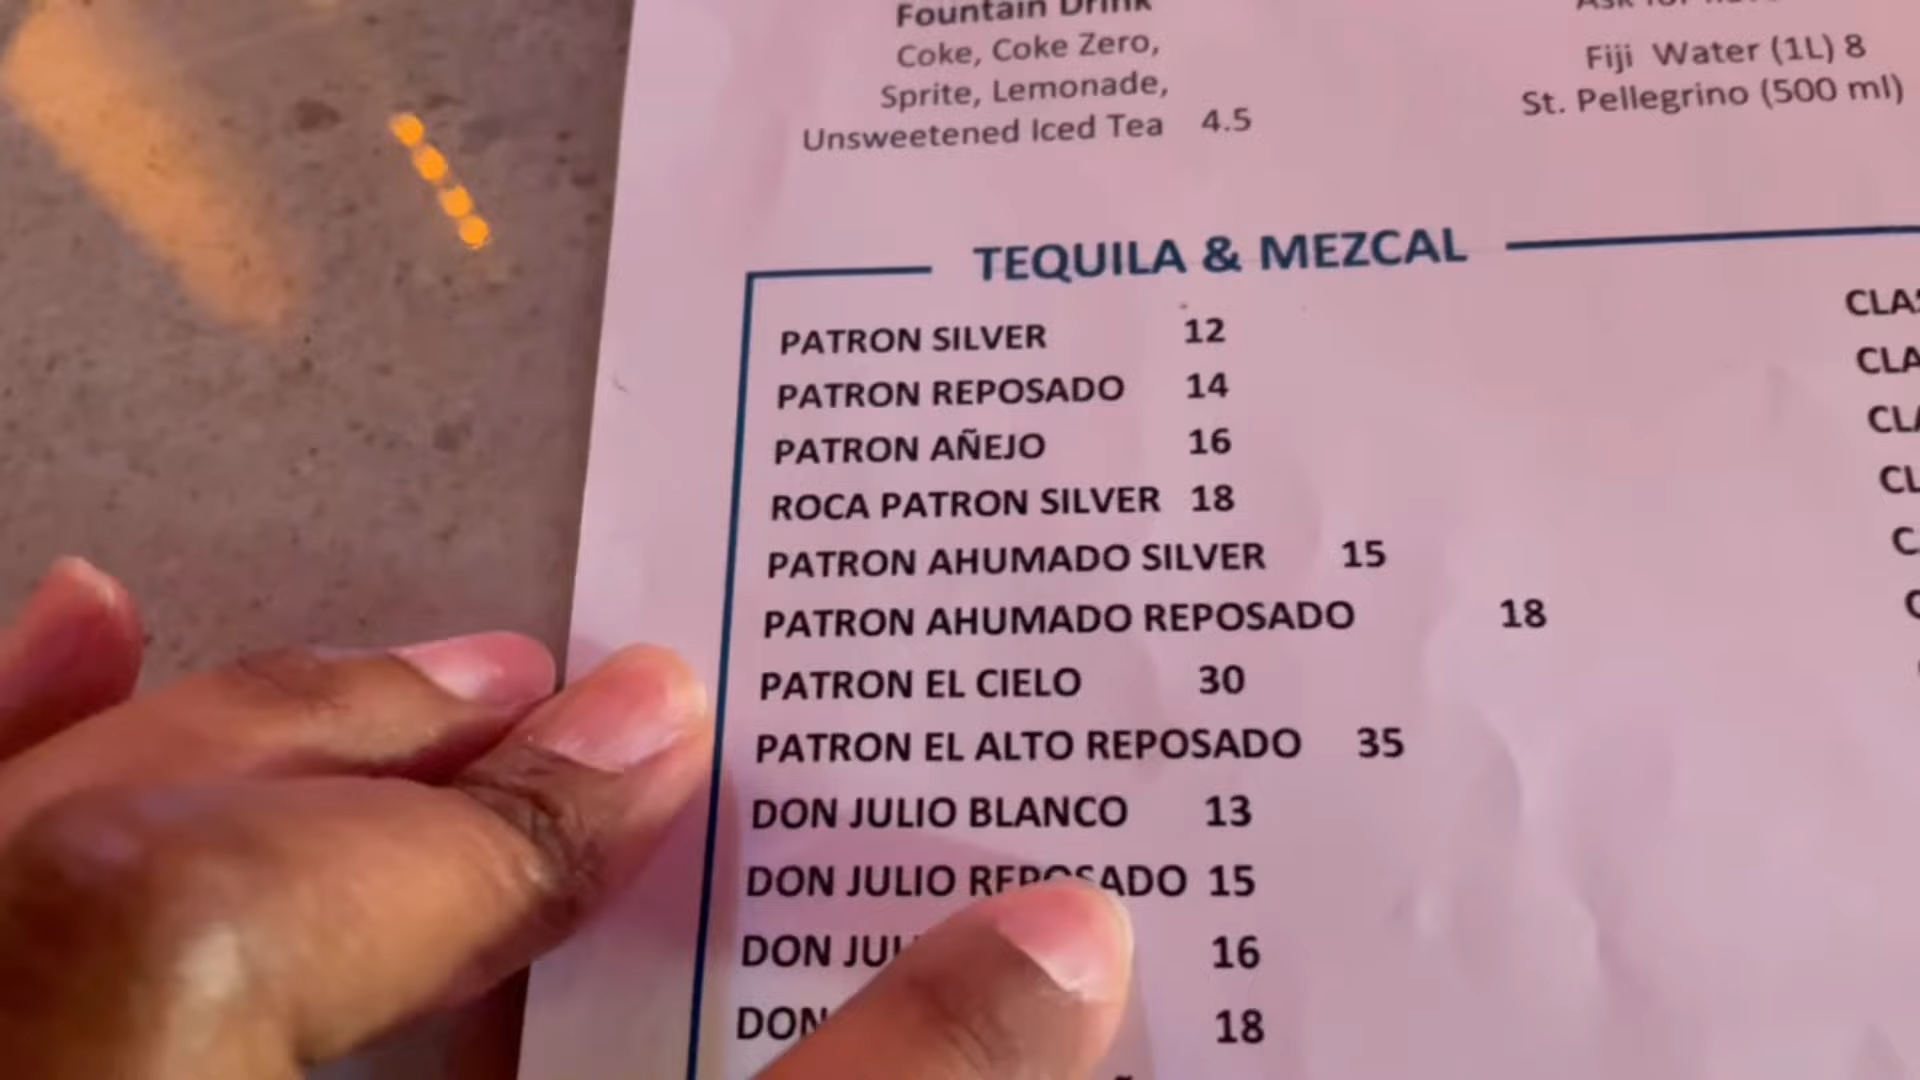 Fountain Drink
Coke, Coke Zero,
Sprite, Lemonade,
Unsweetened Iced Tea 4.5
Fiji Water (1L) 8
St. Pellegrino (500 ml)
TEQUILA & MEZCAL
PATRON SILVER 12
PATRON REPOSADO 14
PATRON AÑEJO 16
ROCA PATRON SILVER 18
PATRON AHUMADO SILVER 15
PATRON AHUMADO REPOSADO 18
PATRON EL CIELO 30
PATRON EL ALTO REPOSADO 35
DON JULIO BLANCO 13
DON JULIO REPOSADO 15
DON 16
DON 18